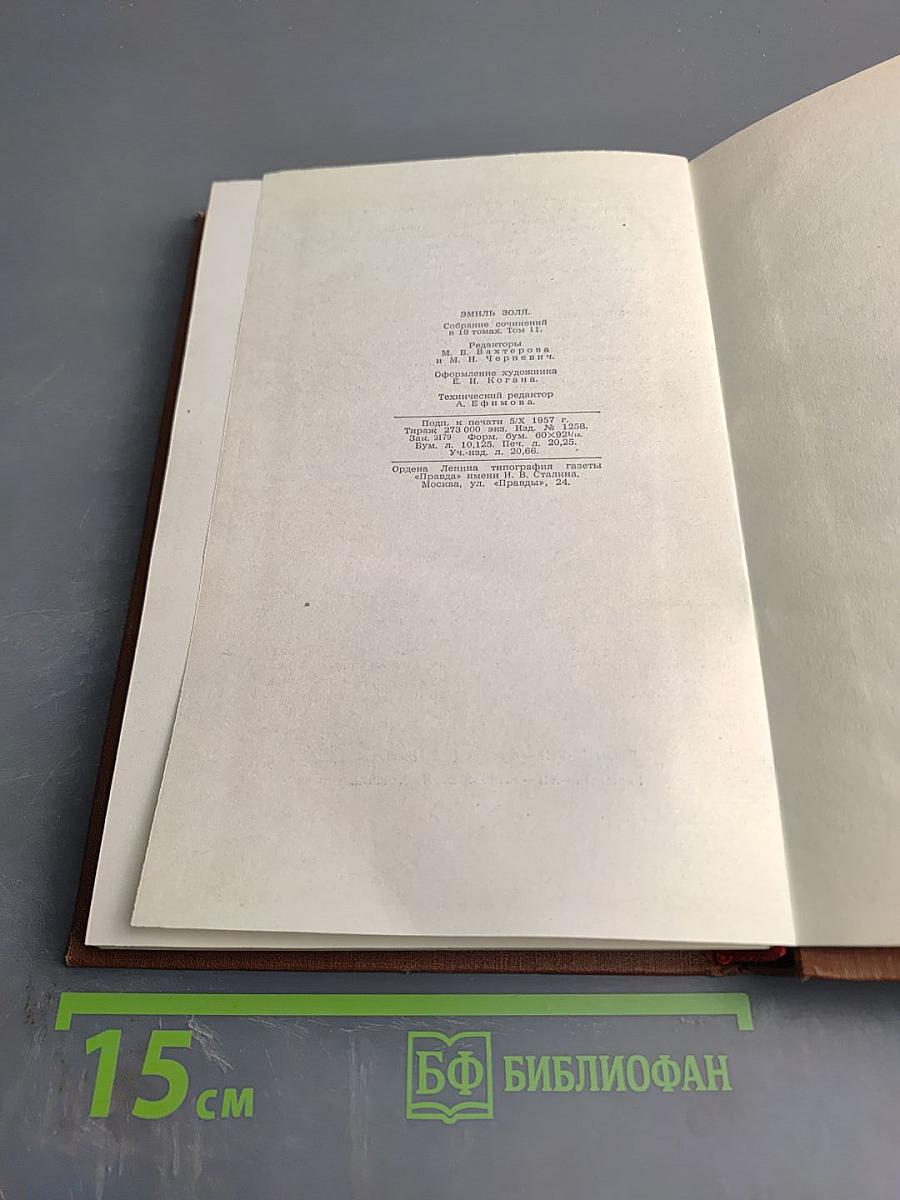 ЭМИЛЬ ЗОЛЯ.
Собрание сочинений
в 18 томах. Том 11.
Редакторы
М. В. Вахтерова
и М. Н. Черневич.
Оформление художника
Е. И. Когана.
Технический редактор
А. Ефимова.
Подп. к печати 5/X 1957 г.
Тираж 273 000 экз. Изд. № 1258.
Зак. 2179 Форм. бум. 60×92 1/16.
Бум. л. 10,125. Печ. л. 20,25.
Уч.-изд. л. 20,66.
Ордена Ленина типография газеты
«Правда» имени И. В. Сталина.
Москва, ул. «Правды», 24.
15 см
БФ БИБЛИОФАН